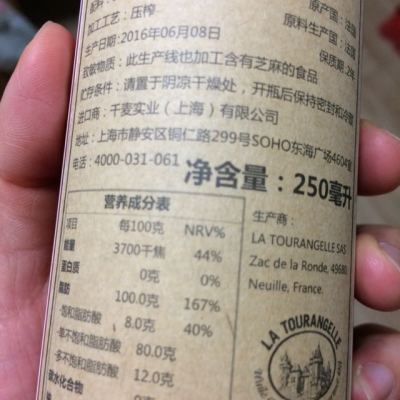 配料:
原产国: 法国
加工工艺: 压榨
原料生产国: 法国
生产日期:2016年06月08日
保质期:2年
致敏物质: 此生产线也加工含有芝麻的食品
贮存条件: 请置于阴凉干燥处, 开瓶后保持密封和冷藏
进口商: 千麦实业（上海）有限公司
地址: 上海市静安区铜仁路299号SOHO东海广场4604室
电话: 4000-031-061
净含量: 250毫升
营养成分表
项目 每100克 NRV%
能量 3700千焦 44%
蛋白质 0克 0%
脂肪 100.0克 167%
-饱和脂肪酸 8.0克 40%
-单不饱和脂肪酸 80.0克
-多不饱和脂肪酸 12.0克
碳水化合物
生产商:
LA TOURANGELLE SAS
Zac de la Ronde, 49680
Neuille, France.
LA TOURANGELLE